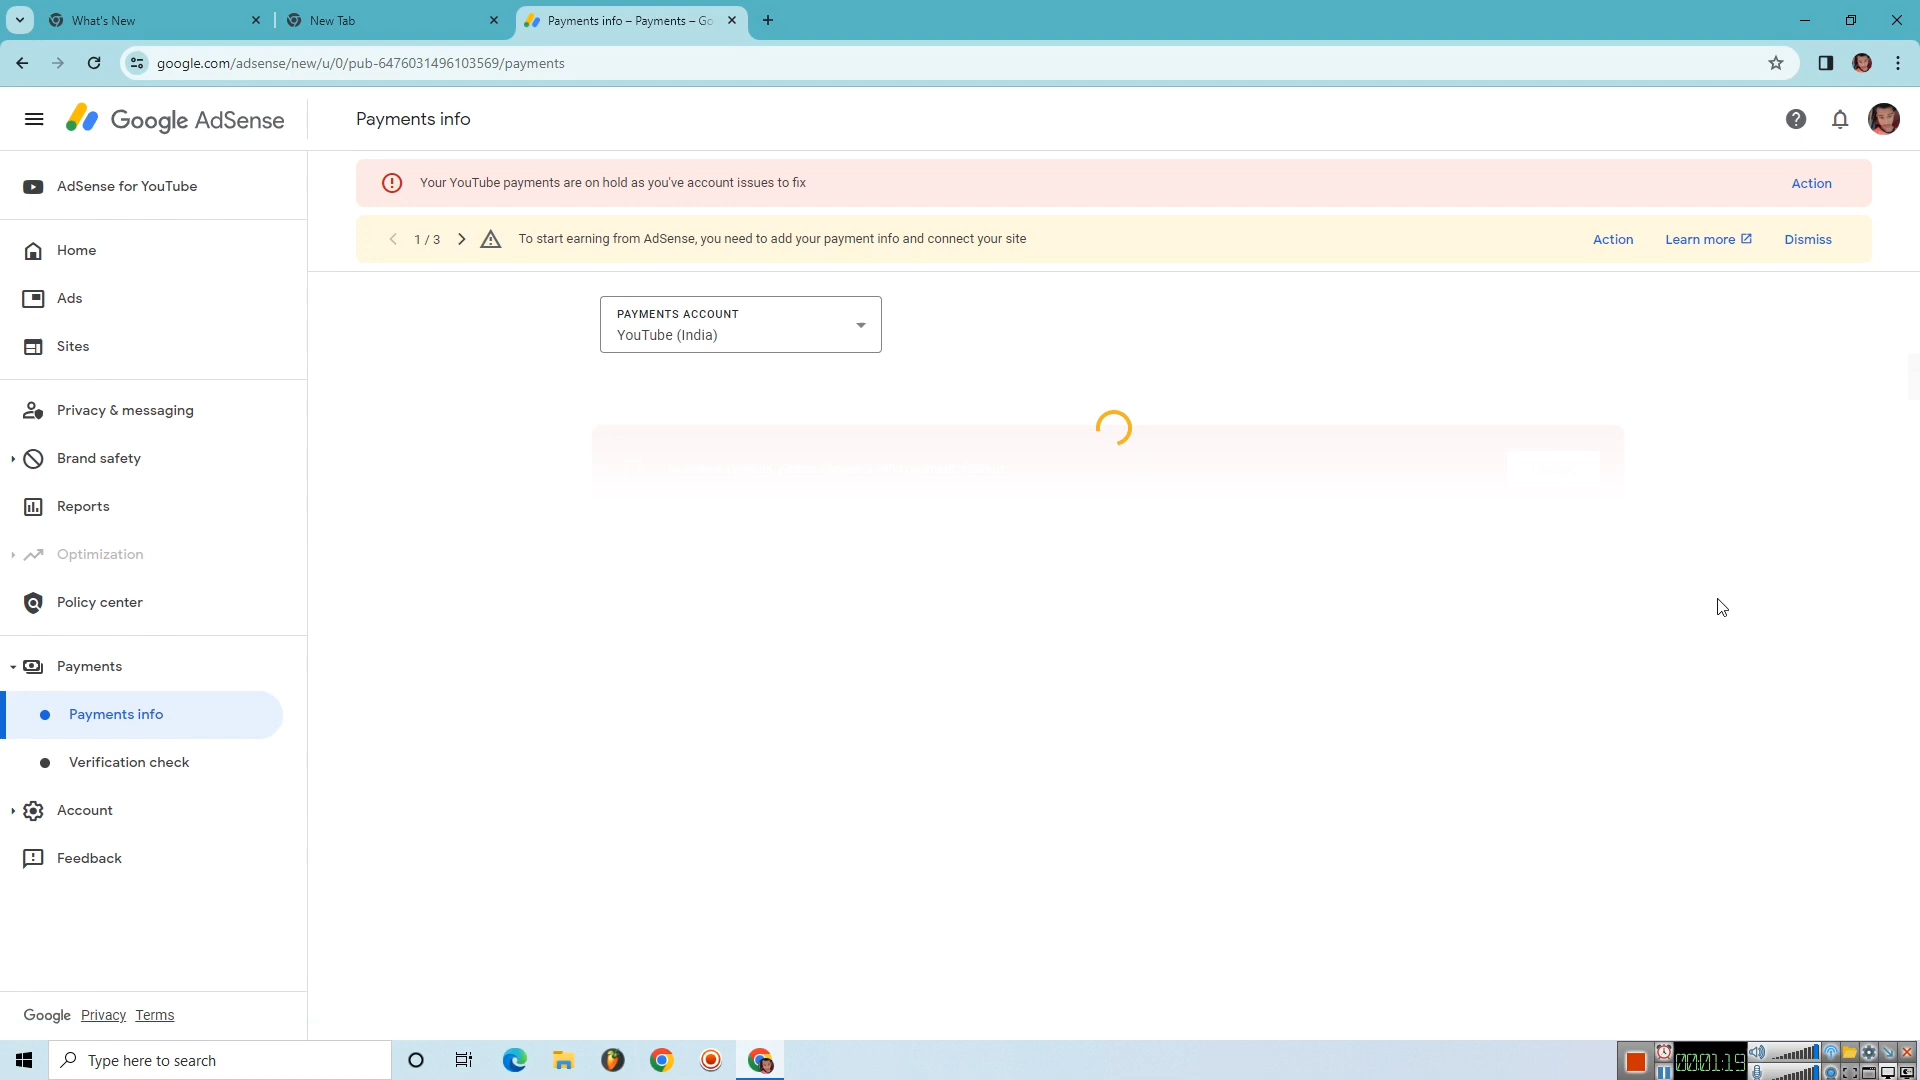 What's New
New Tab
Payments info – Payments – Go
google.com/adsense/new/u/0/pub-6476031496103569/payments
Google AdSense
Payments info
AdSense for YouTube
Home
Ads
Sites
Privacy & messaging
Brand safety
Reports
Optimization
Policy center
Payments
Payments info
Verification check
Account
Feedback
Google Privacy Terms
Your YouTube payments are on hold as you've account issues to fix
Action
1 / 3
To start earning from AdSense, you need to add your payment info and connect your site
Action
Learn more
Dismiss
PAYMENTS ACCOUNT
YouTube (India)
Type here to search
00:01:19